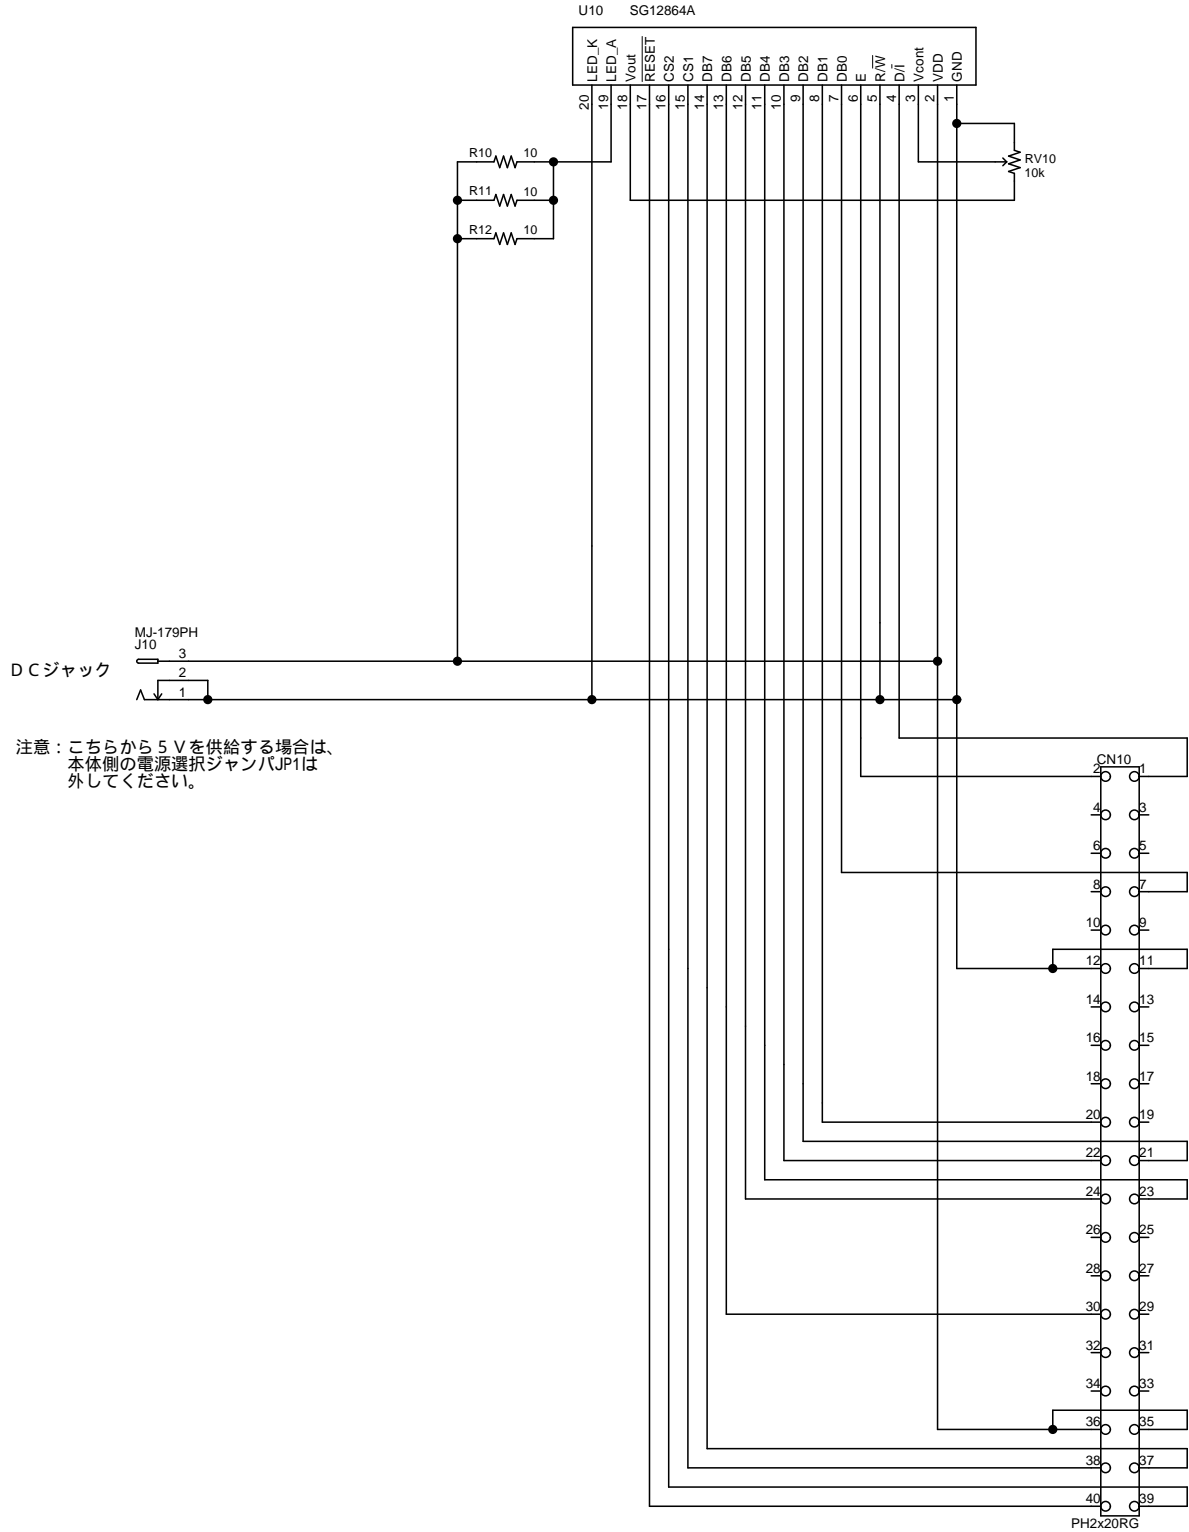 U10 SG12864A
LED_K
LED_A
Vout
RESET
CS2
CS1
DB7
DB6
DB5
DB4
DB3
DB2
DB1
DB0
E
R/W
D/I
Vcont
VDD
GND
20
19
18
17
16
15
14
13
12
11
10
9
8
7
6
5
4
3
2
1
R10 10
R11 10
R12 10
RV10
10k
MJ-179PH
J10
3
2
1
DCジャック
注意：こちらから５Ｖを供給する場合は、
本体側の電源選択ジャンパJP1は
外してください。
CN10
2 1
4 3
6 5
8 7
10 9
12 11
14 13
16 15
18 17
20 19
22 21
24 23
26 25
28 27
30 29
32 31
34 33
36 35
38 37
40 39
PH2x20RG